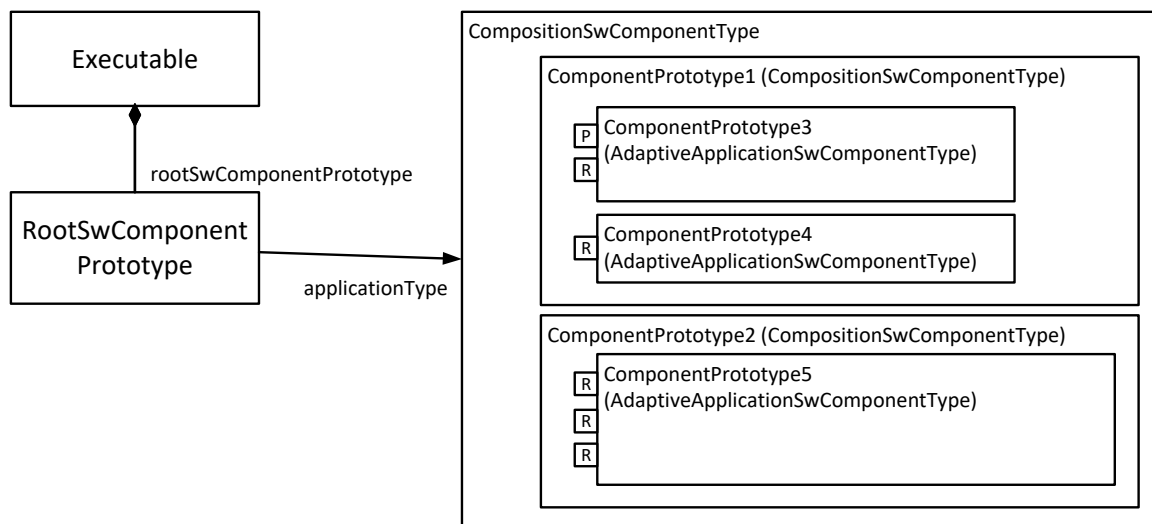 Executable
rootSwComponentPrototype
RootSwComponent
Prototype
applicationType
CompositionSwComponentType
ComponentPrototype1 (CompositionSwComponentType)
P
R
ComponentPrototype3
(AdaptiveApplicationSwComponentType)
R
ComponentPrototype4
(AdaptiveApplicationSwComponentType)
ComponentPrototype2 (CompositionSwComponentType)
R
R
R
ComponentPrototype5
(AdaptiveApplicationSwComponentType)